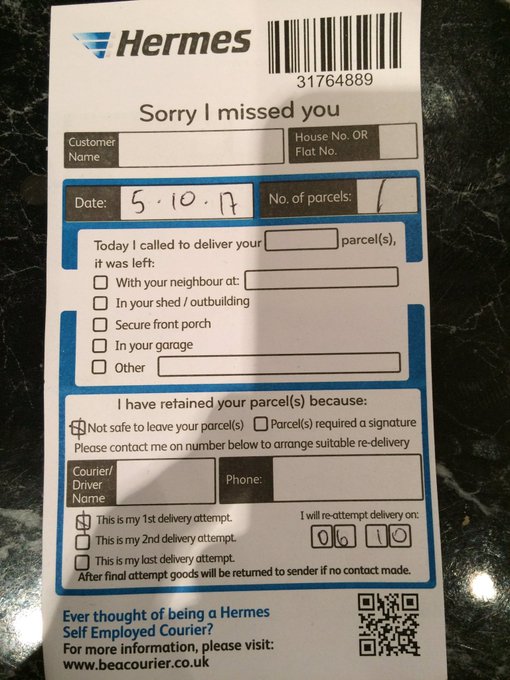 Hermes
31764889
Sorry I missed you
Customer Name
House No. OR Flat No.
Date: 5.10.17
No. of parcels: 1
Today I called to deliver your parcel(s),
it was left:
With your neighbour at:
In your shed / outbuilding
Secure front porch
In your garage
Other
I have retained your parcel(s) because:
Not safe to leave your parcel(s) Parcel(s) required a signature
Please contact me on number below to arrange suitable re-delivery
Courier/ Driver Name
Phone:
This is my 1st delivery attempt.
This is my 2nd delivery attempt.
This is my last delivery attempt.
I will re-attempt delivery on:
06 10
After final attempt goods will be returned to sender if no contact made.
Ever thought of being a Hermes
Self Employed Courier?
For more information, please visit:
www.beacourier.co.uk